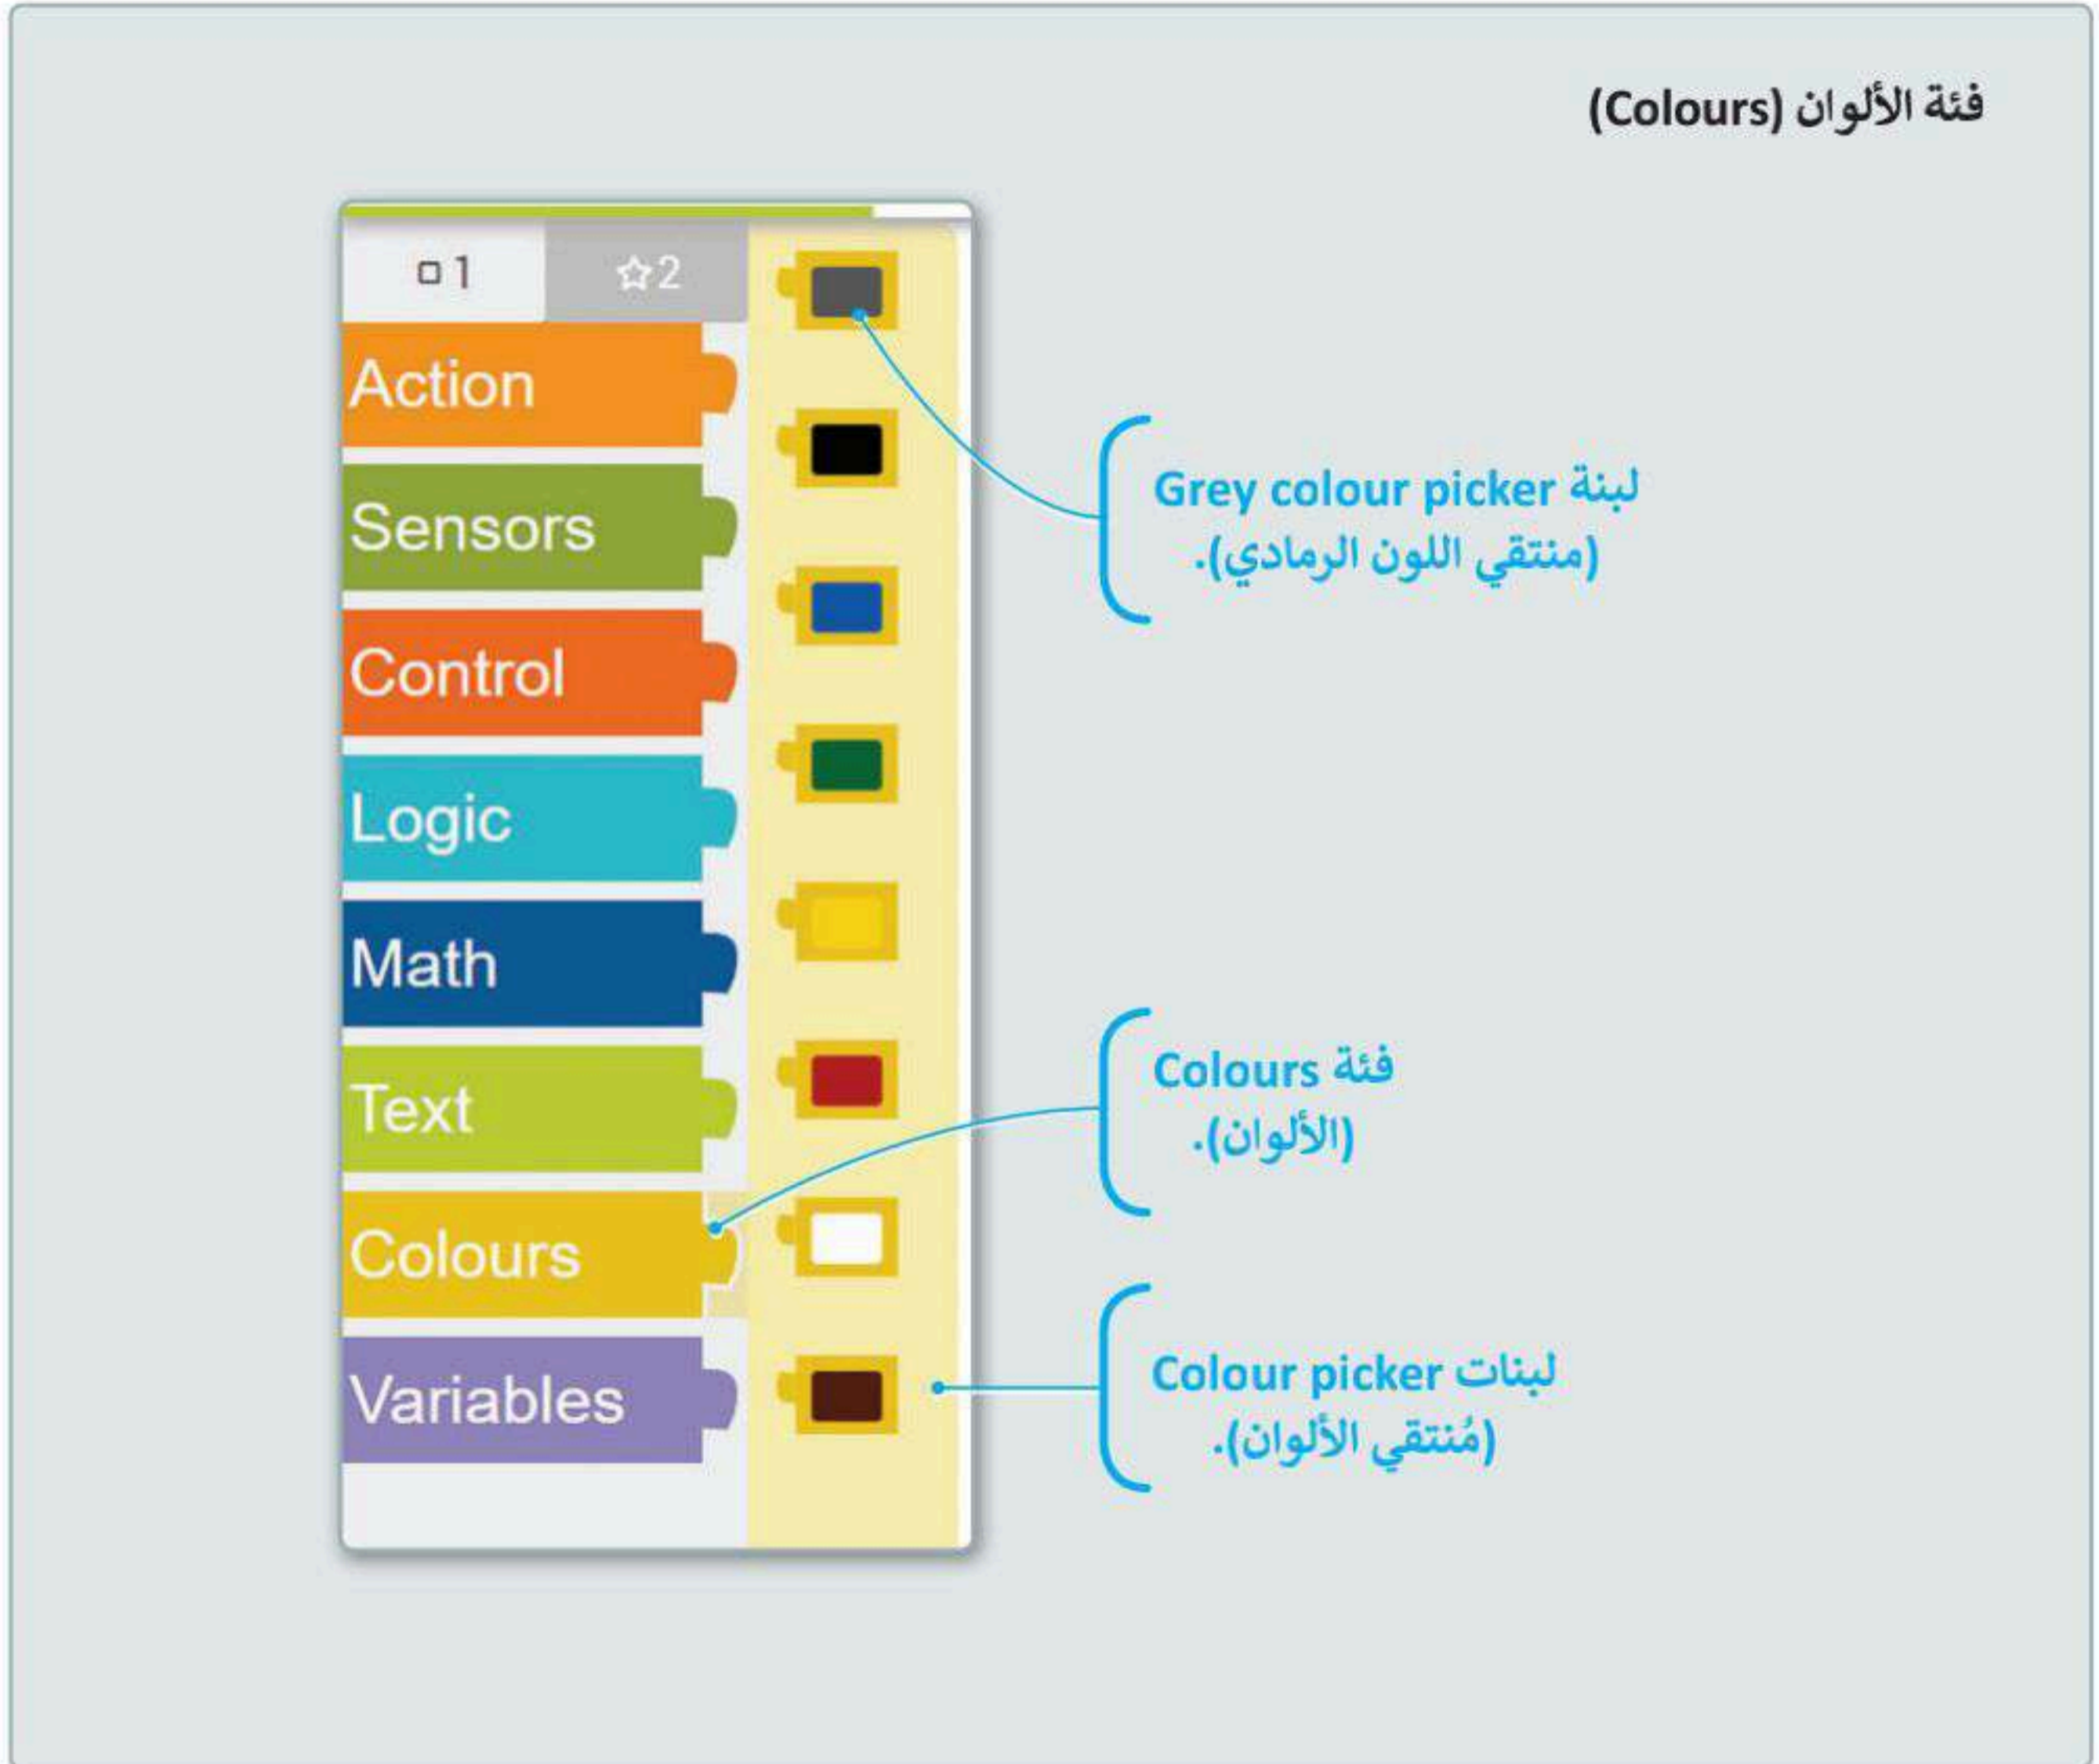 فئة الألوان (Colours)
1
2
Action
Sensors
Control
Logic
Math
Text
Colours
Variables
لبنة Grey colour picker
(منتقي اللون الرمادي).
فئة Colours
(الألوان).
لبنات Colour picker
(مُنتقي الألوان).